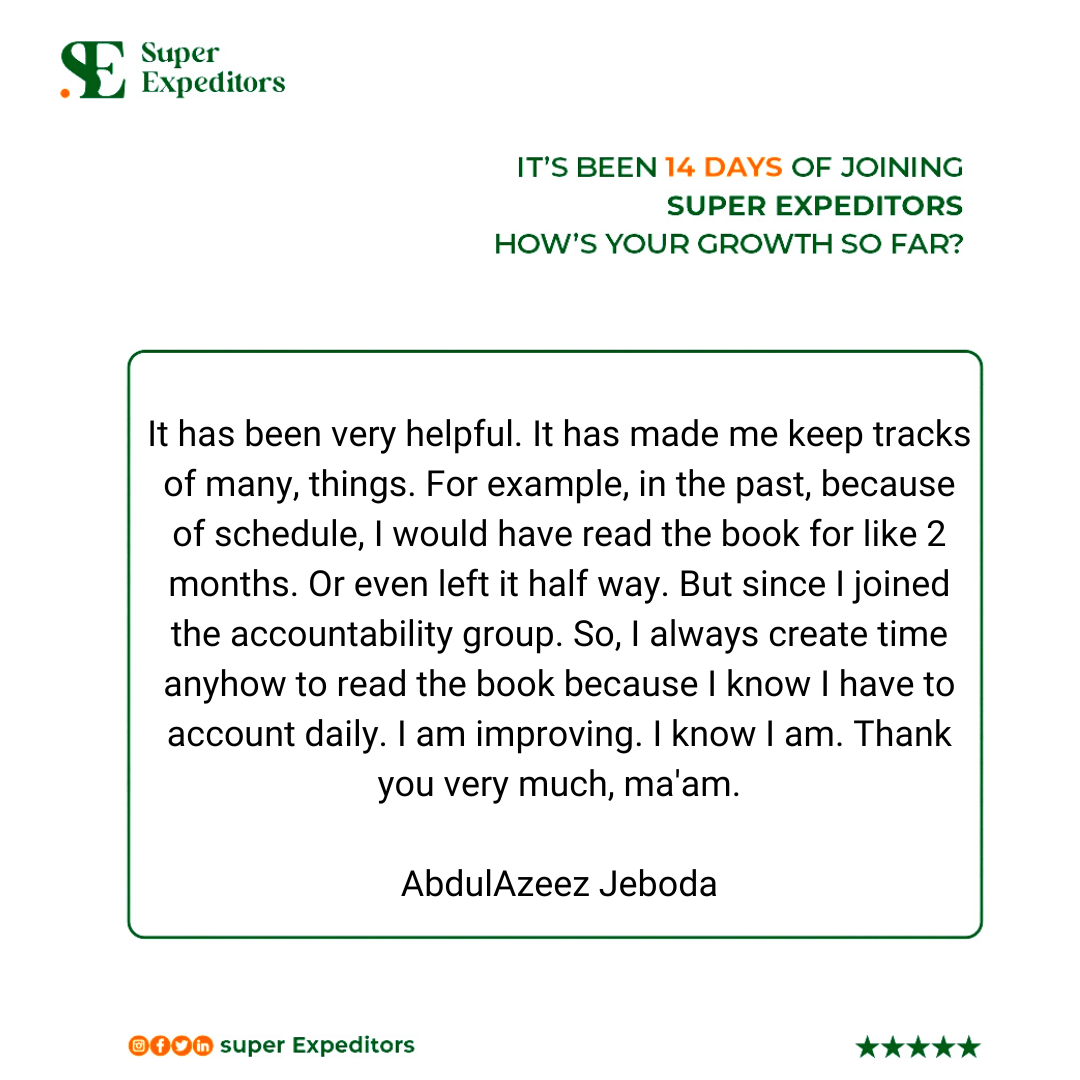 SE Super
Expeditors
IT'S BEEN 14 DAYS OF JOINING
SUPER EXPEDITORS
HOW'S YOUR GROWTH SO FAR?
It has been very helpful. It has made me keep tracks
of many, things. For example, in the past, because
of schedule, I would have read the book for like 2
months. Or even left it half way. But since I joined
the accountability group. So, I always create time
anyhow to read the book because I know I have to
account daily. I am improving. I know I am. Thank
you very much, ma'am.
AbdulAzeez Jeboda
super Expeditors